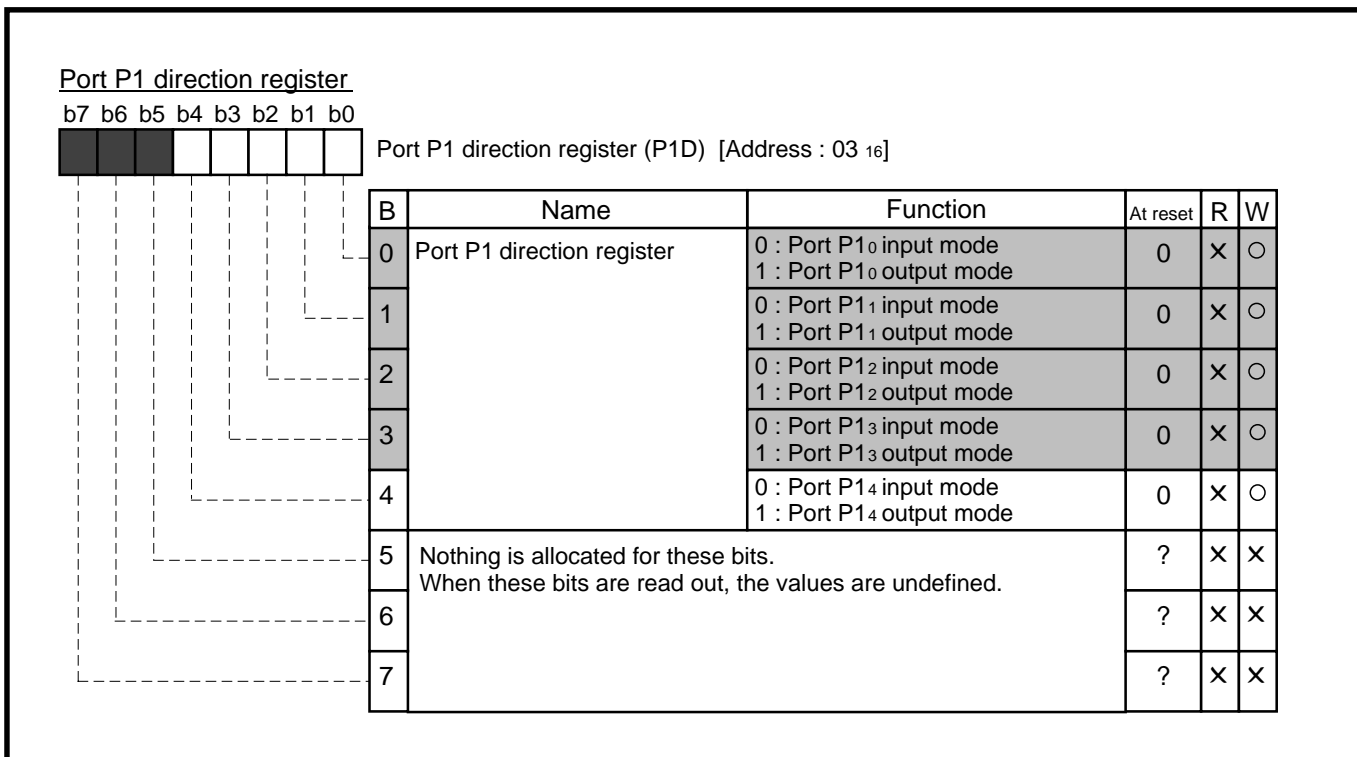 Port P1 direction register
b7 b6 b5 b4 b3 b2 b1 b0
Port P1 direction register (P1D) [Address : 03 16]
B Name Function At reset R W
0 Port P1 direction register 0 : Port P10 input mode 0 × ○
1 : Port P10 output mode
1 0 : Port P11 input mode 0 × ○
1 : Port P11 output mode
2 0 : Port P12 input mode 0 × ○
1 : Port P12 output mode
3 0 : Port P13 input mode 0 × ○
1 : Port P13 output mode
4 0 : Port P14 input mode 0 × ○
1 : Port P14 output mode
5 Nothing is allocated for these bits. ? × ×
When these bits are read out, the values are undefined.
6 ? × ×
7 ? × ×